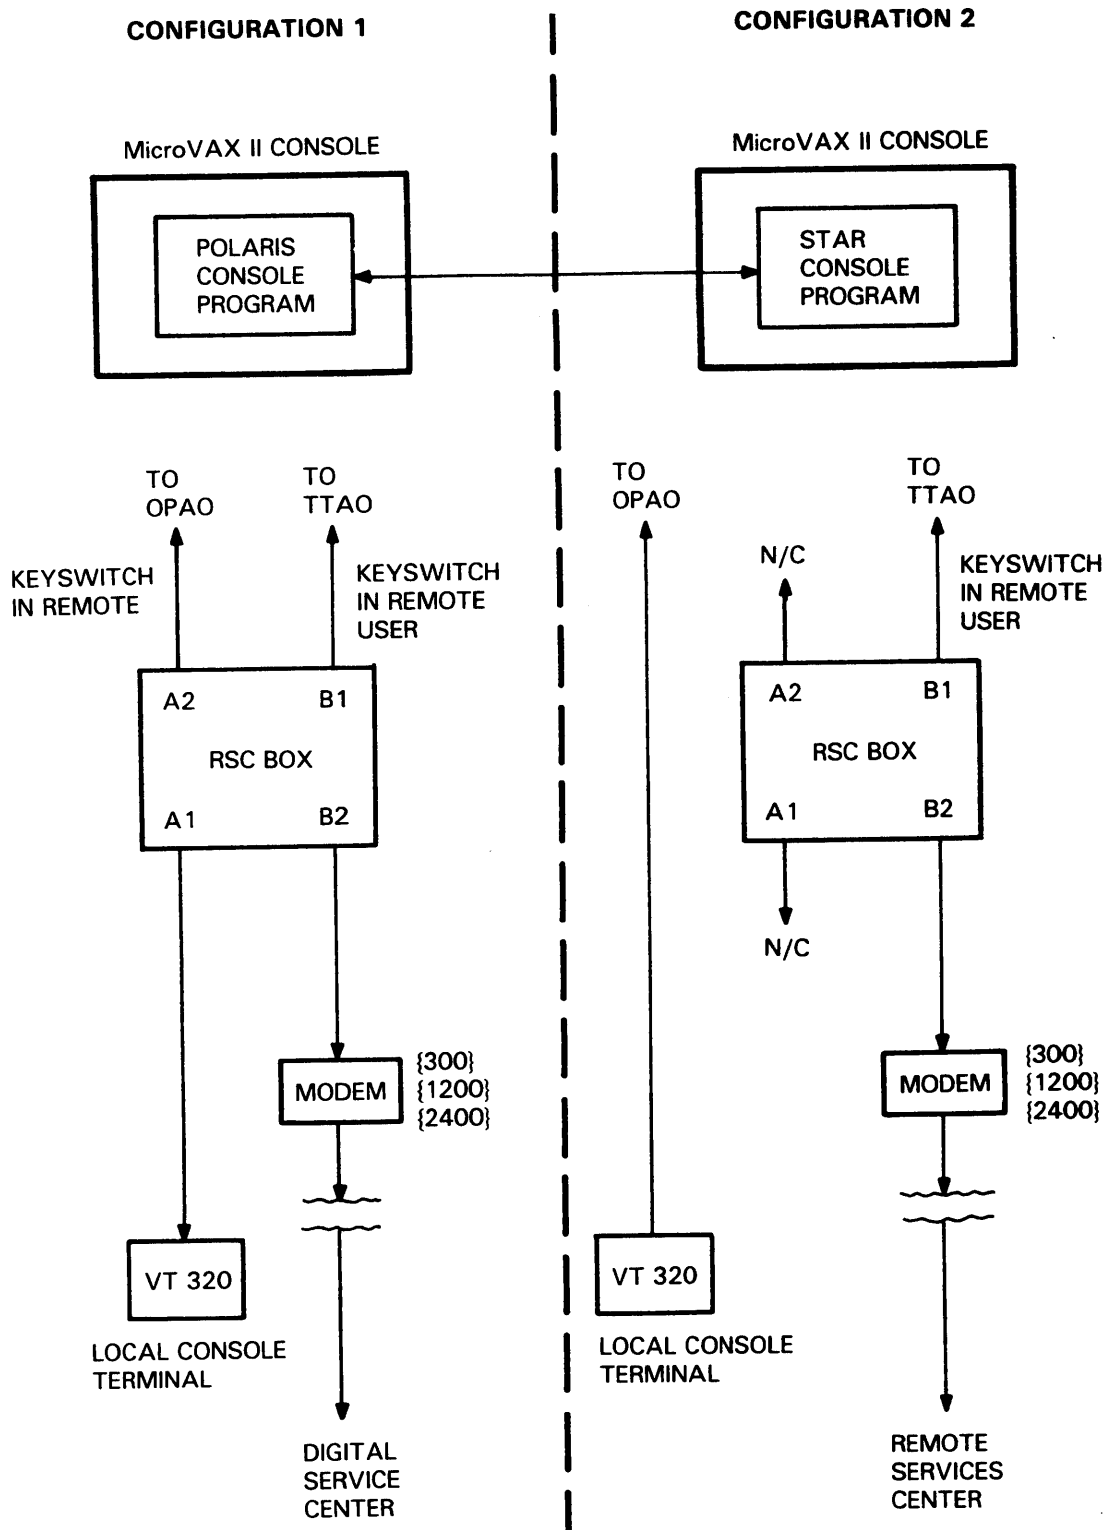 CONFIGURATION 1
MicroVAX II CONSOLE
POLARIS
CONSOLE
PROGRAM
TO
OPAO
TO
TTAO
KEYSWITCH
IN REMOTE
KEYSWITCH
IN REMOTE
USER
A2
B1
RSC BOX
A1
B2
MODEM
{300}
{1200}
{2400}
VT 320
LOCAL CONSOLE
TERMINAL
DIGITAL
SERVICE
CENTER
CONFIGURATION 2
MicroVAX II CONSOLE
STAR
CONSOLE
PROGRAM
TO
OPAO
TO
TTAO
N/C
KEYSWITCH
IN REMOTE
USER
A2
B1
RSC BOX
A1
B2
N/C
MODEM
{300}
{1200}
{2400}
VT 320
LOCAL CONSOLE
TERMINAL
REMOTE
SERVICES
CENTER